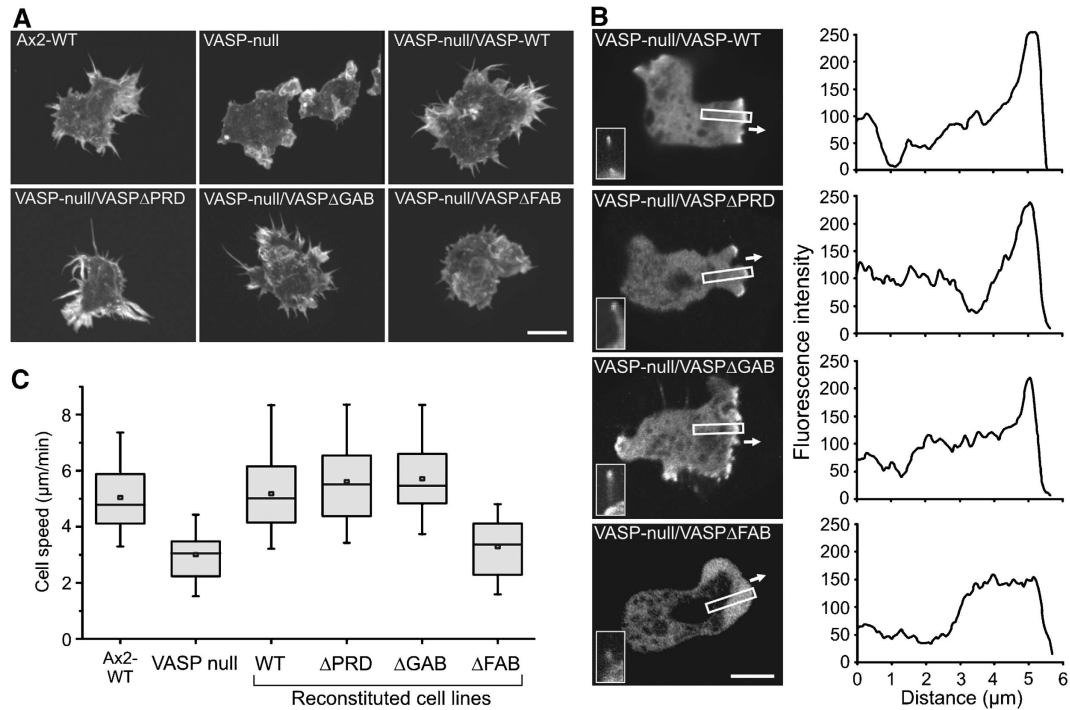 A
Ax2-WT
VASP-null
VASP-null/VASP-WT
VASP-null/VASPΔPRD
VASP-null/VASPΔGAB
VASP-null/VASPΔFAB
B
VASP-null/VASP-WT
VASP-null/VASPΔPRD
VASP-null/VASPΔGAB
VASP-null/VASPΔFAB
Fluorescence intensity
250
200
150
100
50
0
250
200
150
100
50
0
250
200
150
100
50
0
250
200
150
100
50
0
0 1 2 3 4 5 6
Distance (µm)
C
Cell speed (µm/min)
8
6
4
2
0
Ax2-
WT
VASP null
WT
ΔPRD
ΔGAB
ΔFAB
Reconstituted cell lines